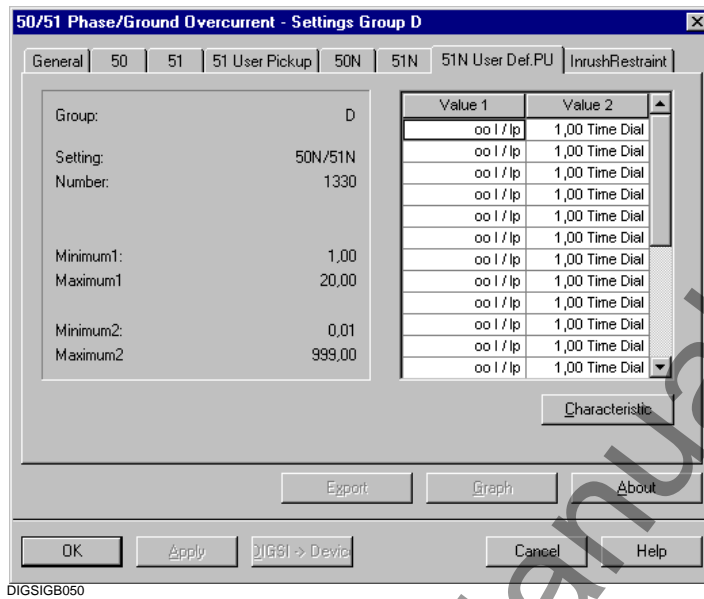 50/51 Phase/Ground Overcurrent - Settings Group D
General 50 51 51 User Pickup 50N 51N 51N User Def.PU InrushRestraint
Group: D
Setting: 50N/51N
Number: 1330
Minimum1: 1,00
Maximum1 20,00
Minimum2: 0,01
Maximum2 999,00
Value 1 Value 2
oo I / Ip 1,00 Time Dial
oo I / Ip 1,00 Time Dial
oo I / Ip 1,00 Time Dial
oo I / Ip 1,00 Time Dial
oo I / Ip 1,00 Time Dial
oo I / Ip 1,00 Time Dial
oo I / Ip 1,00 Time Dial
oo I / Ip 1,00 Time Dial
oo I / Ip 1,00 Time Dial
oo I / Ip 1,00 Time Dial
oo I / Ip 1,00 Time Dial
oo I / Ip 1,00 Time Dial
Characteristic
Export Graph About
OK Apply DIGSI -> Device Cancel Help
DIGSIGB050